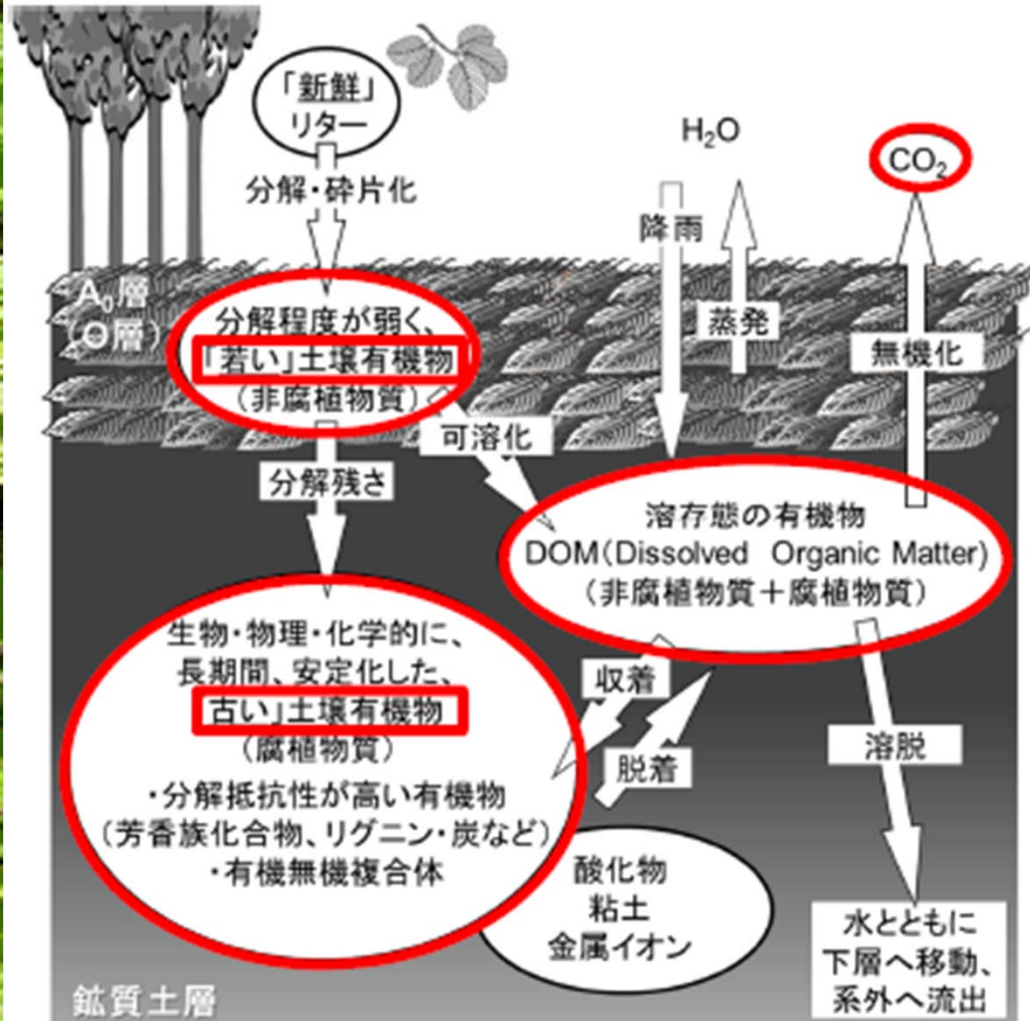 「新鮮」
リター
分解・砕片化
H₂O
CO₂
降雨
蒸発
無機化
A₀層
(O層)
分解程度が弱く、
「若い」土壌有機物
(非腐植物質)
可溶化
分解残さ
溶存態の有機物
DOM(Dissolved Organic Matter)
(非腐植物質+腐植物質)
生物・物理・化学的に、
長期間、安定化した、
古い」土壌有機物
(腐植物質)
・分解抵抗性が高い有機物
(芳香族化合物、リグニン・炭など)
・有機無機複合体
収着
脱着
溶脱
酸化物
粘土
金属イオン
水とともに
下層へ移動、
系外へ流出
鉱質土層